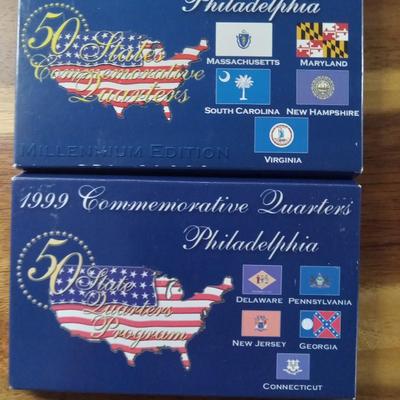 Philadelphia
50 States
Commemorative
Quarters
MASSACHUSETTS MARYLAND
SOUTH CAROLINA NEW HAMPSHIRE
VIRGINIA
MILLENNIUM EDITION
1999 Commemorative Quarters
Philadelphia
50 State
Quarters
Program
DELAWARE PENNSYLVANIA
NEW JERSEY GEORGIA
CONNECTICUT